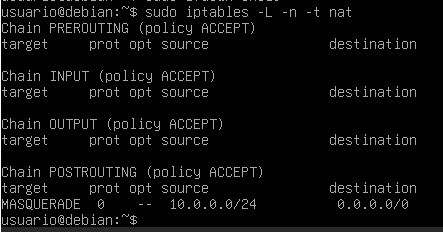 usuario@debian:~$ sudo iptables -L -n -t nat
Chain PREROUTING (policy ACCEPT)
target     prot opt source               destination
Chain INPUT (policy ACCEPT)
target     prot opt source               destination
Chain OUTPUT (policy ACCEPT)
target     prot opt source               destination
Chain POSTROUTING (policy ACCEPT)
target     prot opt source               destination
MASQUERADE  0    --  10.0.0.0/24          0.0.0.0/0
usuario@debian:~$